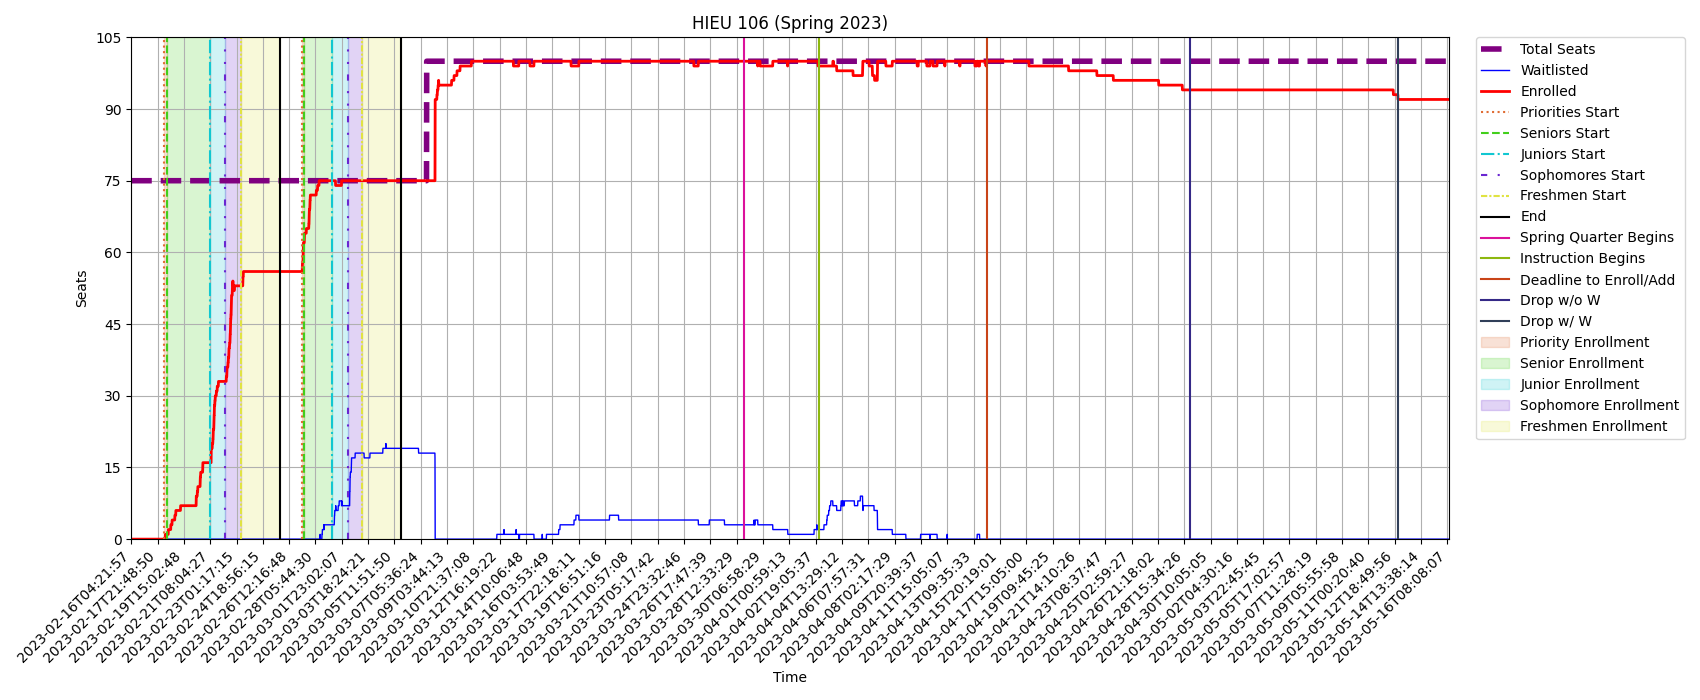 HIEU 106 (Spring 2023)
105
90
75
60
45
30
15
0
Seats
2023-02-16T04:21:57
2023-02-17T21:48:50
2023-02-19T15:02:48
2023-02-21T08:04:27
2023-02-23T01:17:15
2023-02-24T18:56:15
2023-02-26T12:16:48
2023-02-28T05:44:30
2023-03-01T23:02:07
2023-03-03T18:24:21
2023-03-05T11:51:50
2023-03-07T05:36:24
2023-03-09T03:44:13
2023-03-10T21:37:08
2023-03-12T16:19:22
2023-03-14T10:06:48
2023-03-16T03:53:49
2023-03-17T22:18:11
2023-03-19T16:51:16
2023-03-21T10:57:08
2023-03-23T05:17:42
2023-03-24T23:32:46
2023-03-26T17:47:39
2023-03-28T12:33:29
2023-03-30T06:58:29
2023-04-01T00:59:13
2023-04-02T19:05:37
2023-04-04T13:29:12
2023-04-06T07:57:31
2023-04-08T02:17:29
2023-04-09T20:39:37
2023-04-11T15:05:07
2023-04-13T09:35:33
2023-04-15T20:19:01
2023-04-17T15:05:00
2023-04-19T09:45:25
2023-04-21T14:10:26
2023-04-23T08:37:47
2023-04-25T02:59:27
2023-04-26T21:18:02
2023-04-28T15:34:26
2023-04-30T10:05:05
2023-05-02T04:30:16
2023-05-03T22:45:45
2023-05-05T17:02:57
2023-05-07T11:28:19
2023-05-09T05:55:58
2023-05-11T00:20:40
2023-05-12T18:49:56
2023-05-14T13:38:14
2023-05-16T08:08:07
Time
Total Seats
Waitlisted
Enrolled
Priorities Start
Seniors Start
Juniors Start
Sophomores Start
Freshmen Start
End
Spring Quarter Begins
Instruction Begins
Deadline to Enroll/Add
Drop w/o W
Drop w/ W
Priority Enrollment
Senior Enrollment
Junior Enrollment
Sophomore Enrollment
Freshmen Enrollment